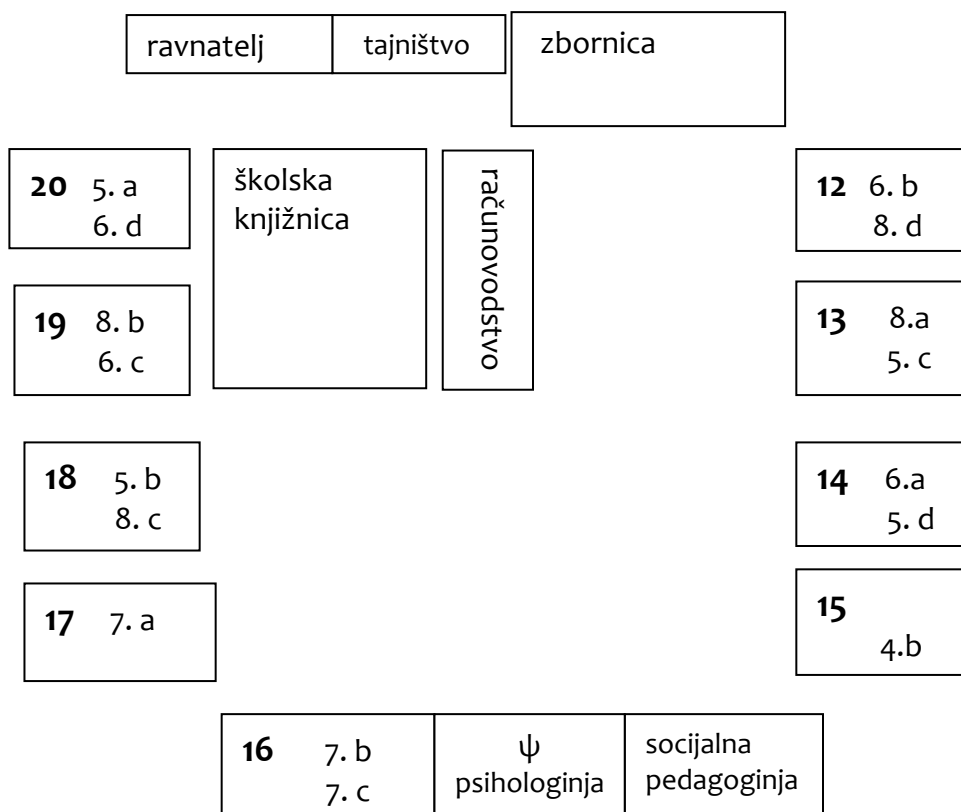 ravnatelj
tajništvo
zbornica
20 5. a
6. d
školska
knjižnica
računovodstvo
12 6. b
8. d
19 8. b
6. c
13 8.a
5. c
18 5. b
8. c
14 6.a
5. d
17 7. a
15
4.b
16 7. b
7. c
ψ
psihologinja
socijalna
pedagoginja